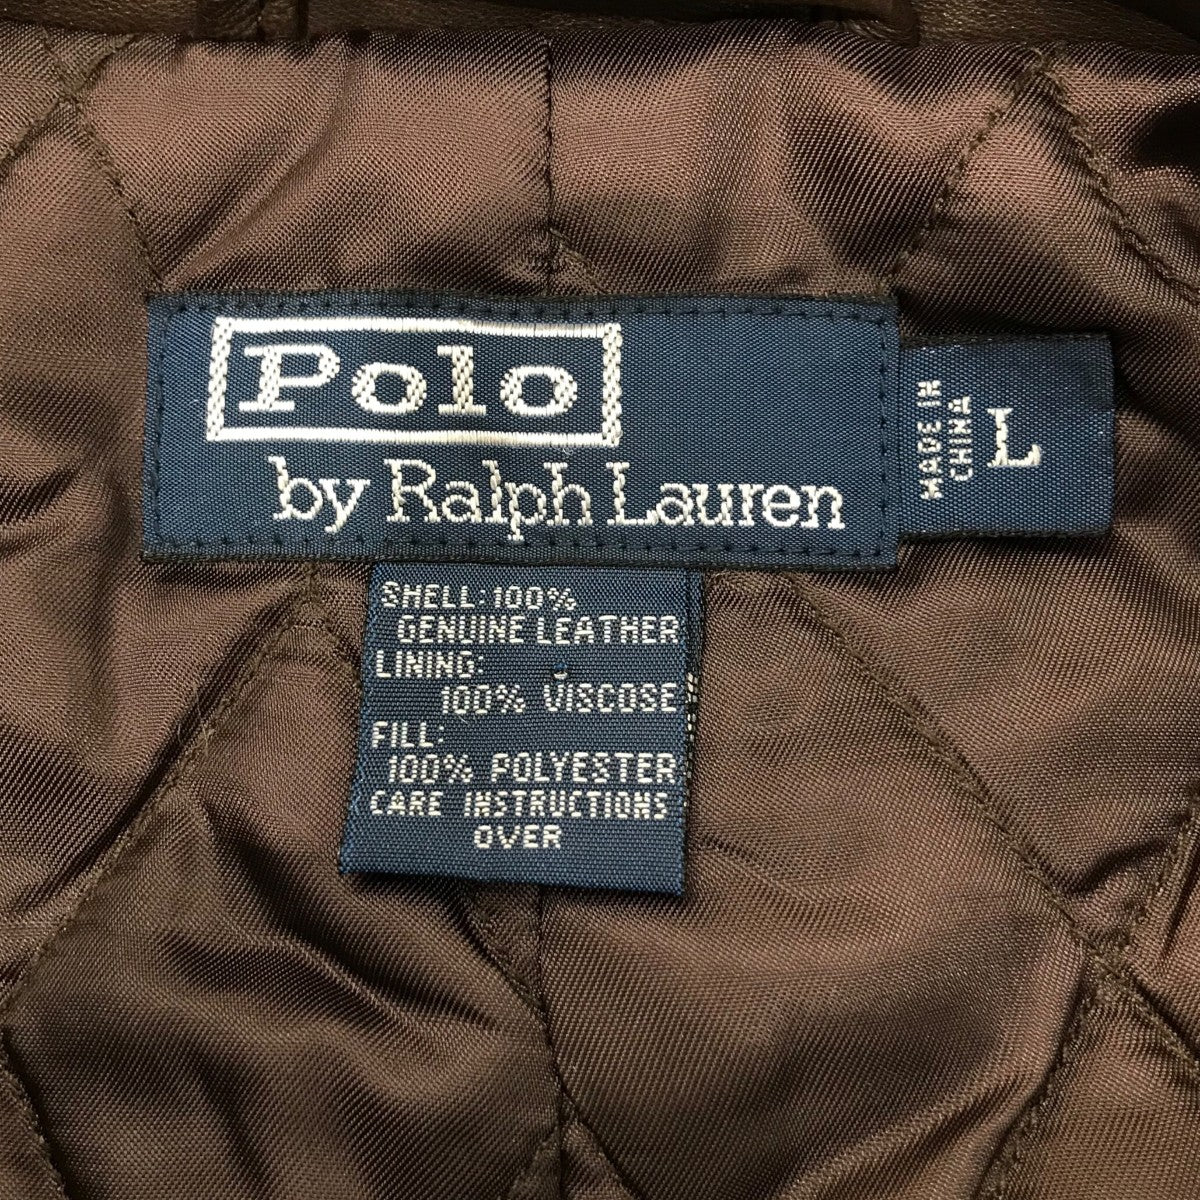 Polo
by Ralph Lauren
MADE IN
CHINA
L
SHELL: 100%
GENUINE LEATHER
LINING:
100% VISCOSE
FILL:
100% POLYESTER
CARE INSTRUCTIONS
OVER